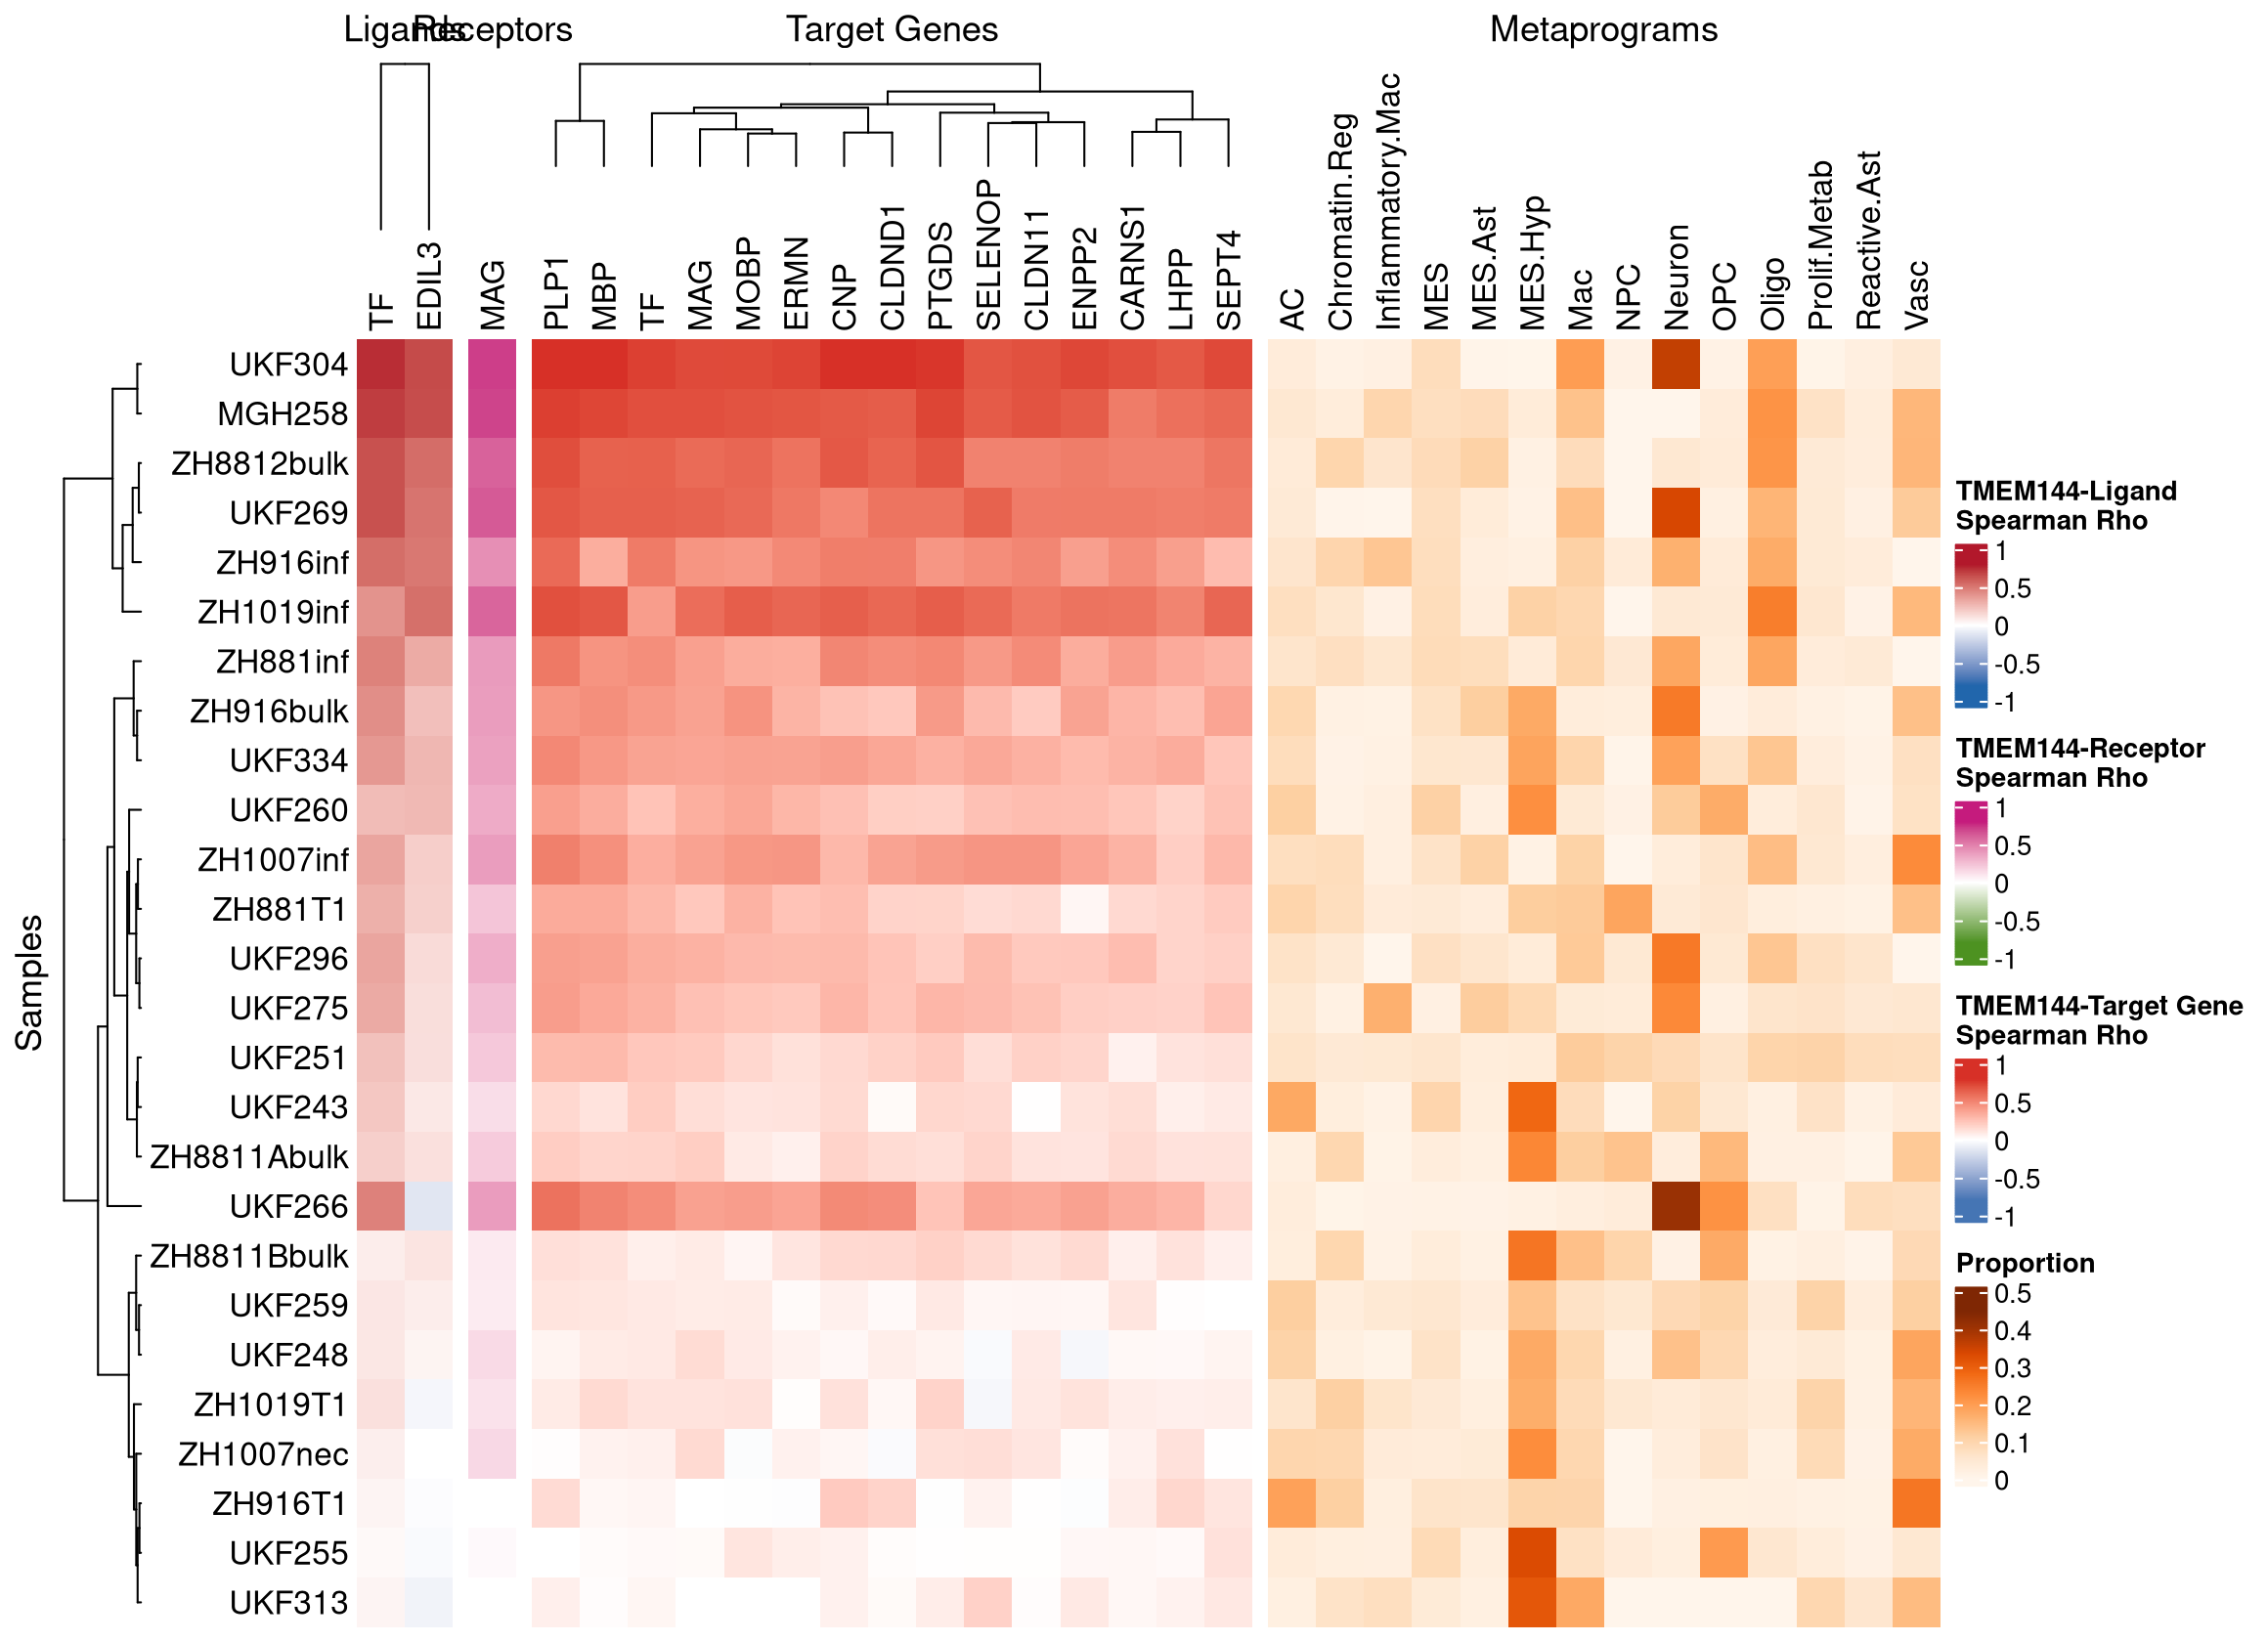 Ligands
Receptors
Target Genes
Metaprograms
TF
EDIL3
MAG
PLP1
MBP
TF
MAG
MOBP
ERMN
CNP
CLDND1
PTGDS
SELENOP
CLDN11
ENPP2
CARNS1
LHPP
SEPT4
AC
Chromatin.Reg
Inflammatory.Mac
MES
MES.Ast
MES.Hyp
Mac
NPC
Neuron
OPC
Oligo
Prolif.Metab
Reactive.Ast
Vasc
Samples
UKF304
MGH258
ZH8812bulk
UKF269
ZH916inf
ZH1019inf
ZH881inf
ZH916bulk
UKF334
UKF260
ZH1007inf
ZH881T1
UKF296
UKF275
UKF251
UKF243
ZH8811Abulk
UKF266
ZH8811Bbulk
UKF259
UKF248
ZH1019T1
ZH1007nec
ZH916T1
UKF255
UKF313
TMEM144-Ligand
Spearman Rho
1
0.5
0
-0.5
-1
TMEM144-Receptor
Spearman Rho
1
0.5
0
-0.5
-1
TMEM144-Target Gene
Spearman Rho
1
0.5
0
-0.5
-1
Proportion
0.5
0.4
0.3
0.2
0.1
0